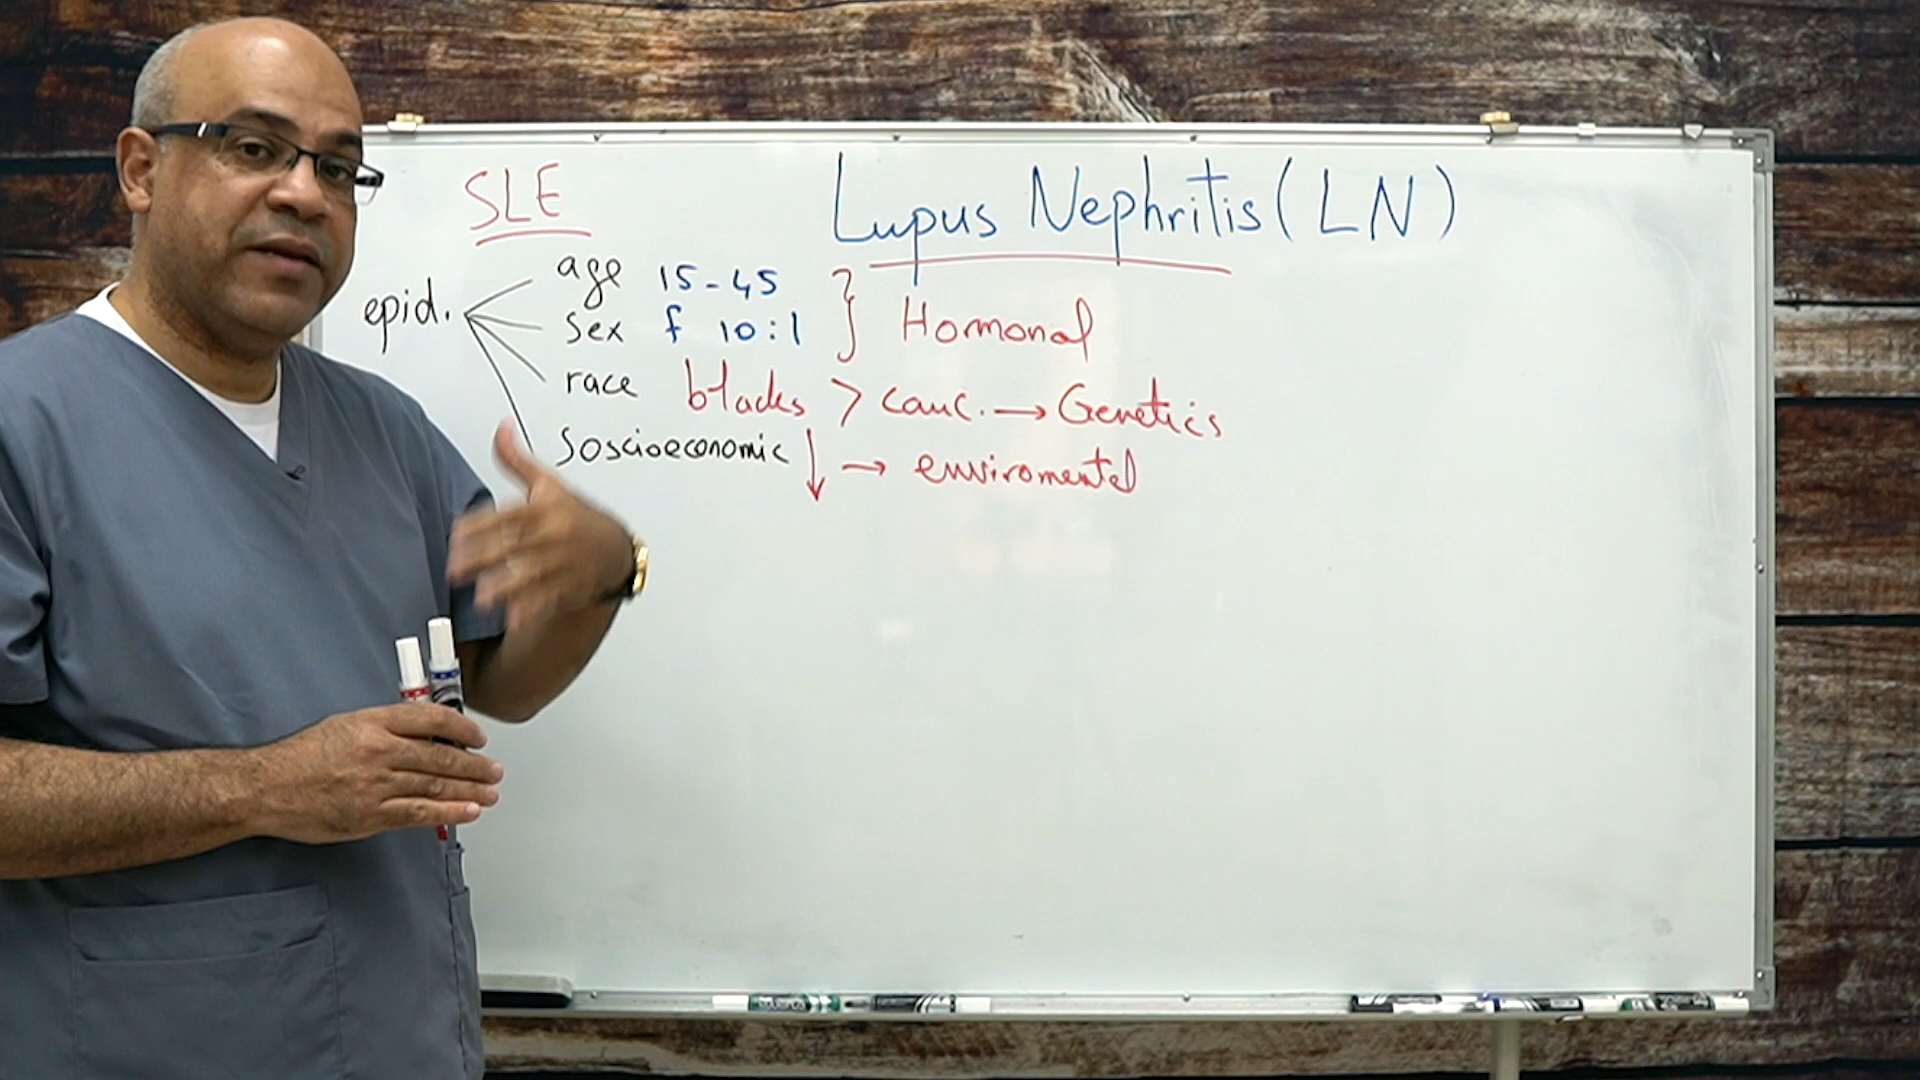 SLE
Lupus Nephritis (LN)
epid.
age 15-45
sex f 10:1 } Hormonal
race blacks > cauc. → Genetics
Soscioeconomic ↓ → enviromental